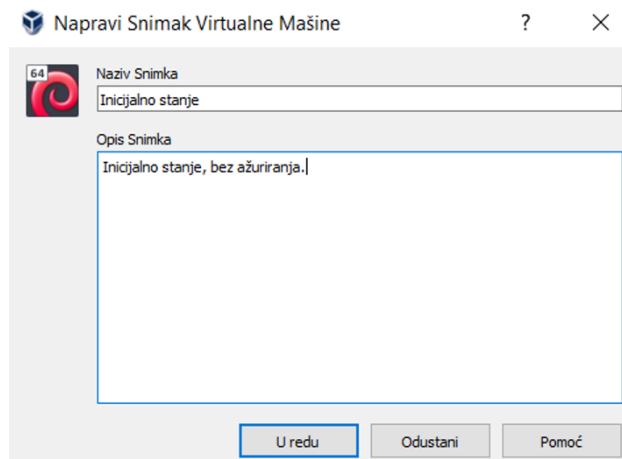 Napravi Snimak Virtualne Mašine
?
64
Naziv Snimka
Inicijalno stanje
Opis Snimka
Inicijalno stanje, bez ažuriranja.
U redu
Odustani
Pomoć